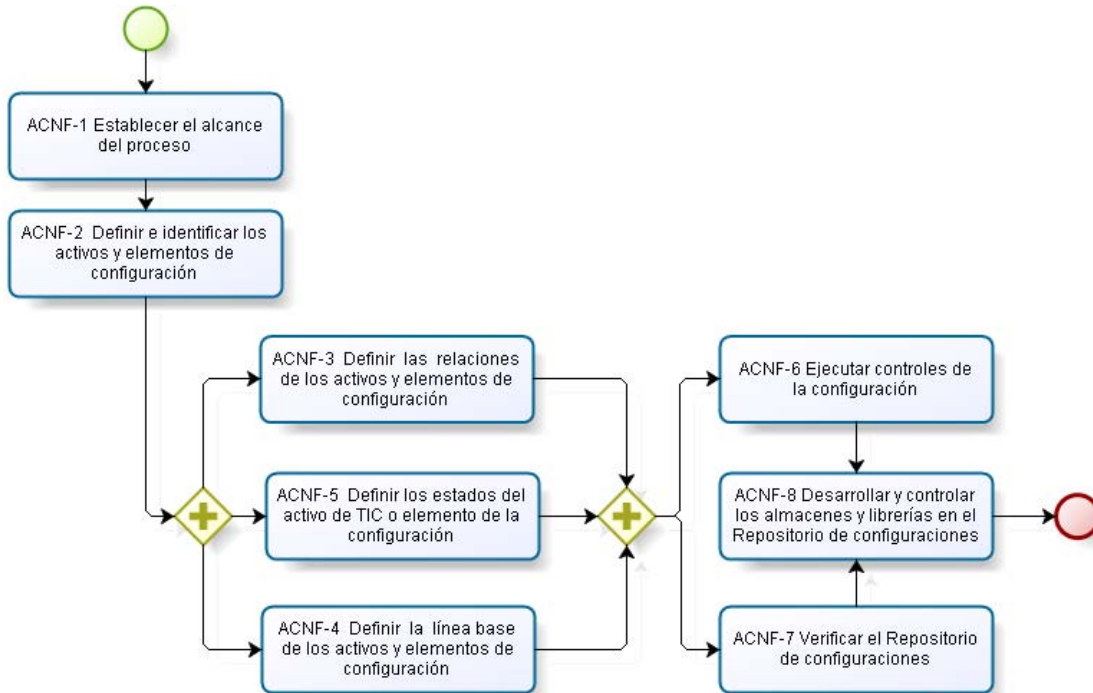 ACNF-1 Establecer el alcance
del proceso
ACNF-2 Definir e identificar los
activos y elementos de
configuración
ACNF-3 Definir las relaciones
de los activos y elementos de
configuración
ACNF-5 Definir los estados del
activo de TIC o elemento de la
configuración
ACNF-4 Definir la línea base
de los activos y elementos de
configuración
ACNF-6 Ejecutar controles de
la configuración
ACNF-8 Desarrollar y controlar
los almacenes y librerías en el
Repositorio de configuraciones
ACNF-7 Verificar el Repositorio
de configuraciones